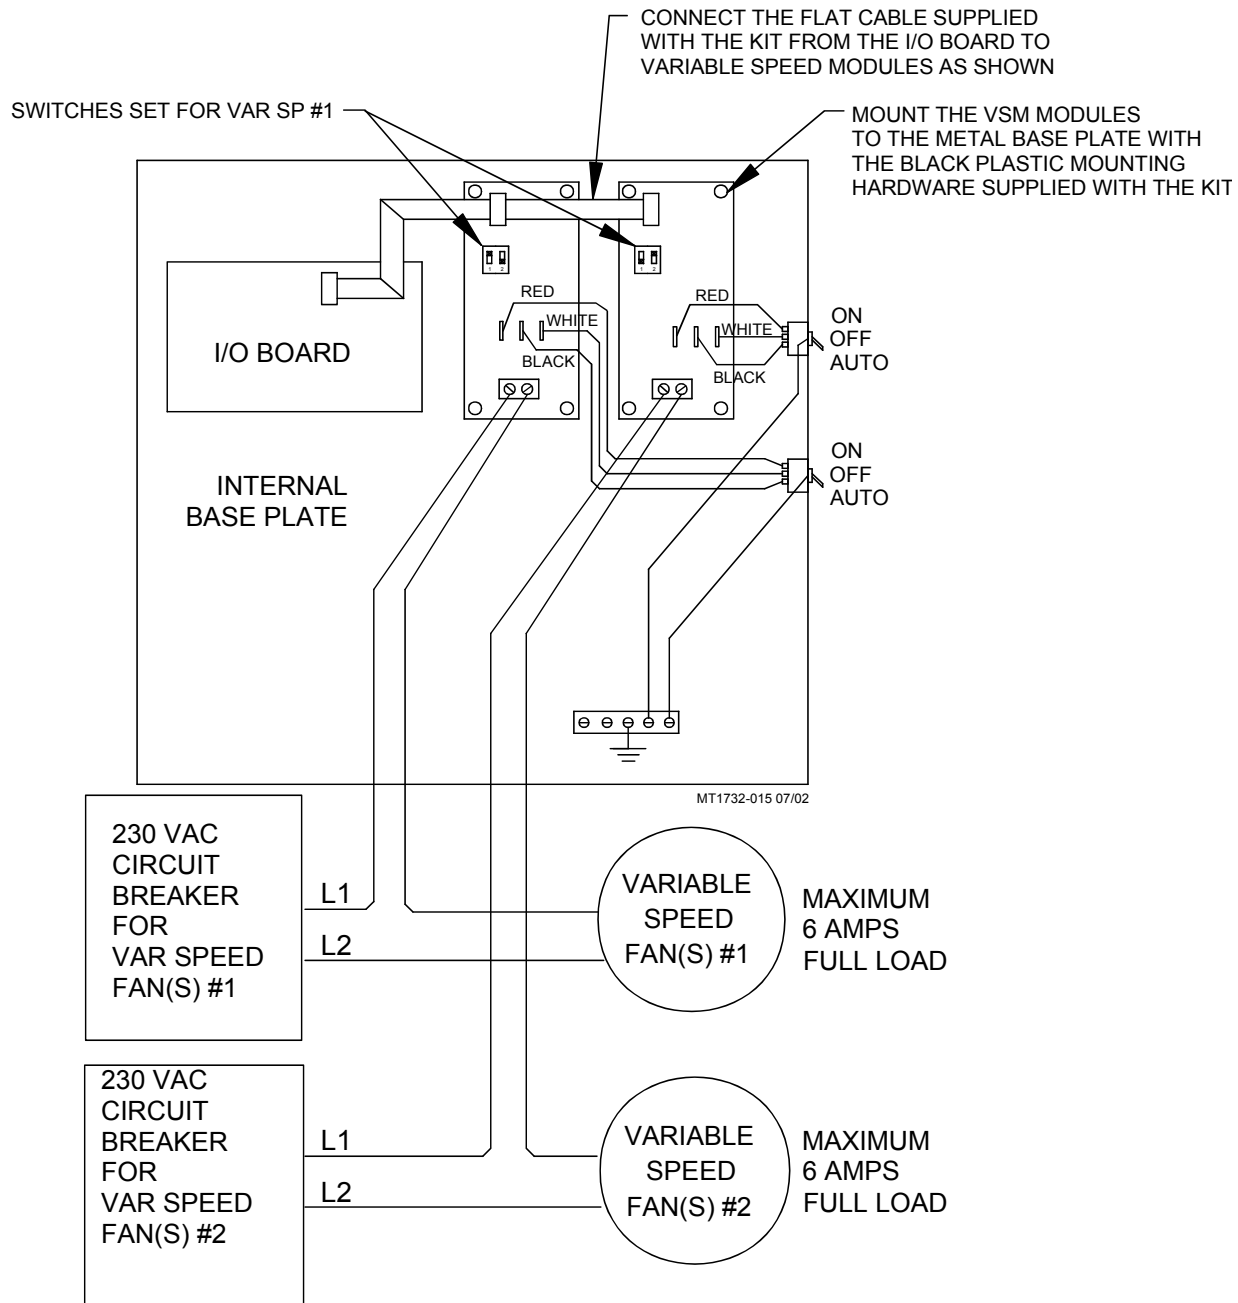 CONNECT THE FLAT CABLE SUPPLIED
WITH THE KIT FROM THE I/O BOARD TO
VARIABLE SPEED MODULES AS SHOWN
SWITCHES SET FOR VAR SP #1
MOUNT THE VSM MODULES
TO THE METAL BASE PLATE WITH
THE BLACK PLASTIC MOUNTING
HARDWARE SUPPLIED WITH THE KIT
1 2
1 2
I/O BOARD
RED
WHITE
BLACK
RED
WHITE
BLACK
ON
OFF
AUTO
ON
OFF
AUTO
INTERNAL
BASE PLATE
MT1732-015 07/02
230 VAC
CIRCUIT
BREAKER
FOR
VAR SPEED
FAN(S) #1
L1
L2
VARIABLE
SPEED
FAN(S) #1
MAXIMUM
6 AMPS
FULL LOAD
230 VAC
CIRCUIT
BREAKER
FOR
VAR SPEED
FAN(S) #2
L1
L2
VARIABLE
SPEED
FAN(S) #2
MAXIMUM
6 AMPS
FULL LOAD